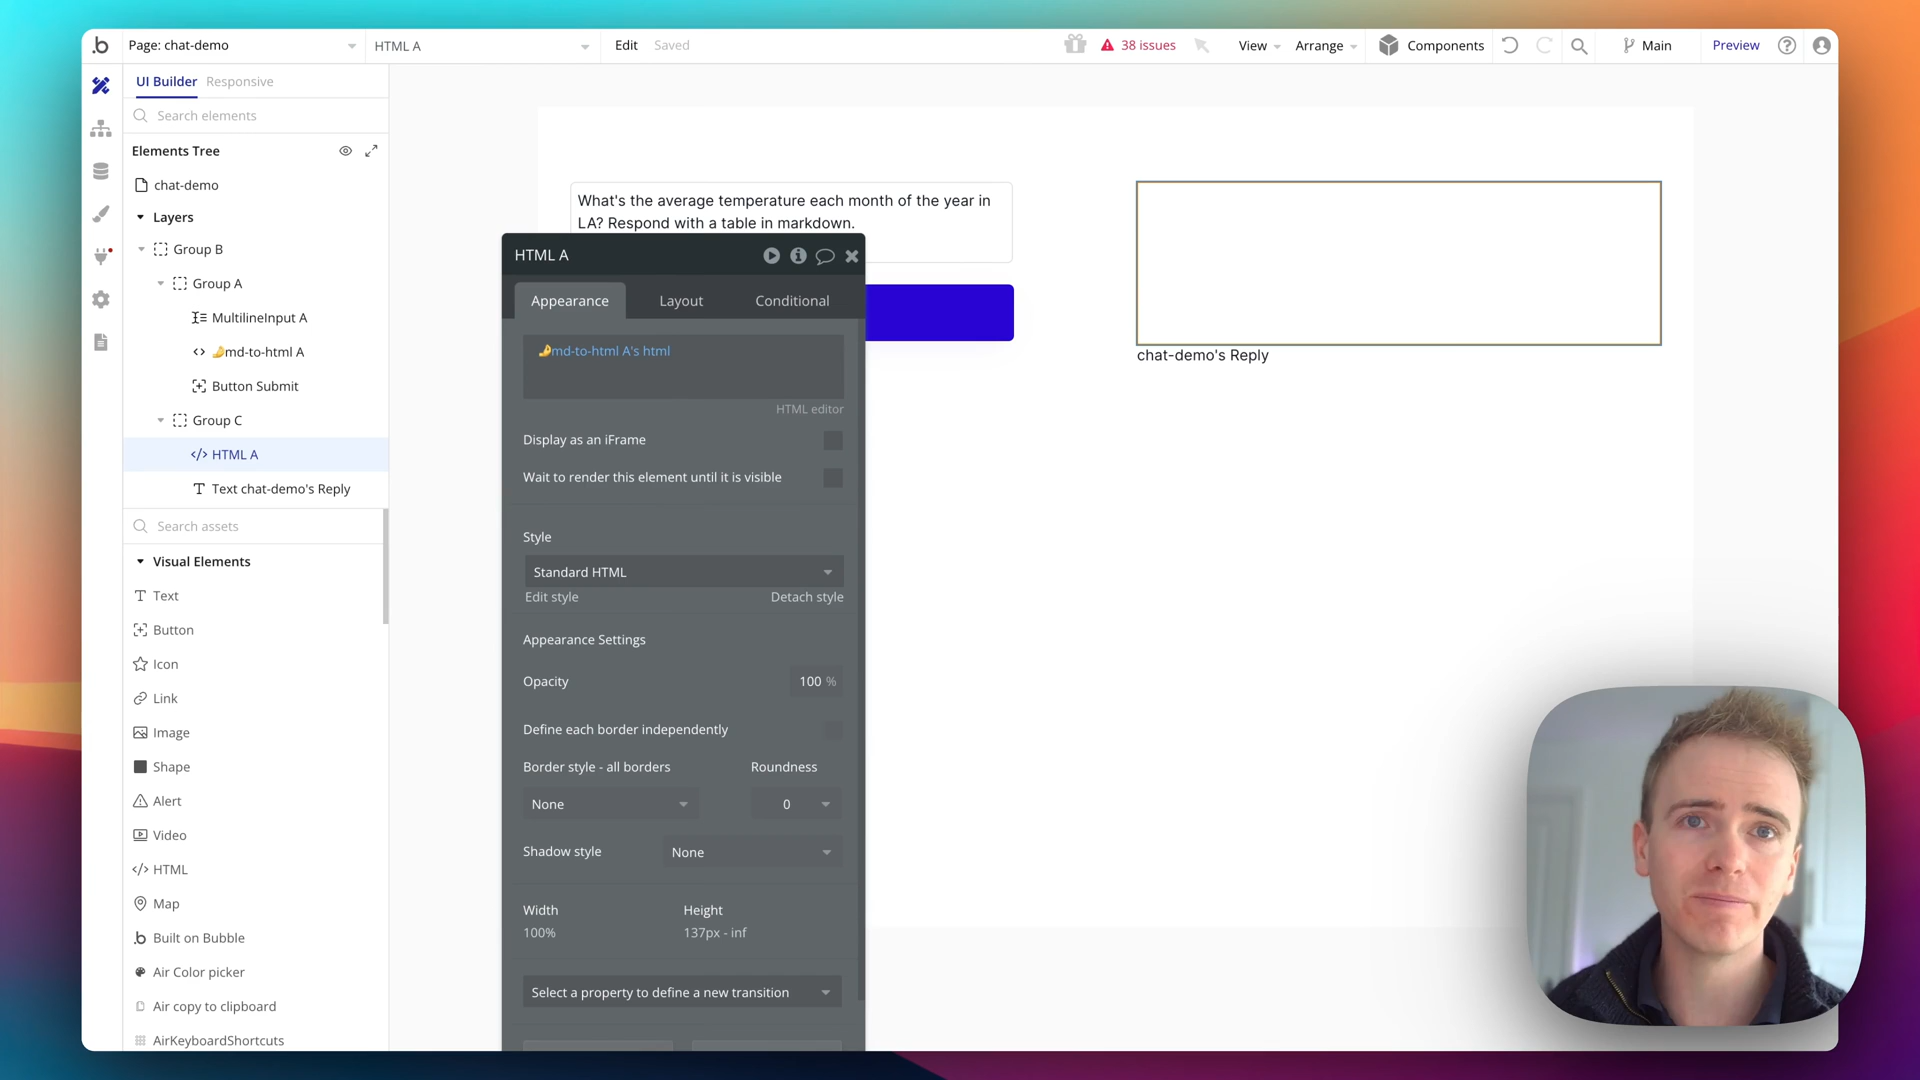 Page: chat-demo
HTML A
Edit
Saved
38 issues
View
Arrange
Components
Main
Preview
UI Builder
Responsive
Search elements
Elements Tree
chat-demo
Layers
Group B
Group A
MultilineInput A
🤌md-to-html A
Button Submit
Group C
HTML A
Text chat-demo's Reply
Search assets
Visual Elements
Text
Button
Icon
Link
Image
Shape
Alert
Video
HTML
Map
Built on Bubble
Air Color picker
Air copy to clipboard
AirKeyboardShortcuts
What's the average temperature each month of the year in
LA? Respond with a table in markdown.
HTML A
Appearance
Layout
Conditional
🤌md-to-html A's html
HTML editor
Display as an iFrame
Wait to render this element until it is visible
Style
Standard HTML
Edit style
Detach style
Appearance Settings
Opacity
100 %
Define each border independently
Border style - all borders
Roundness
None
0
Shadow style
None
Width
Height
100%
137px - inf
Select a property to define a new transition
chat-demo's Reply